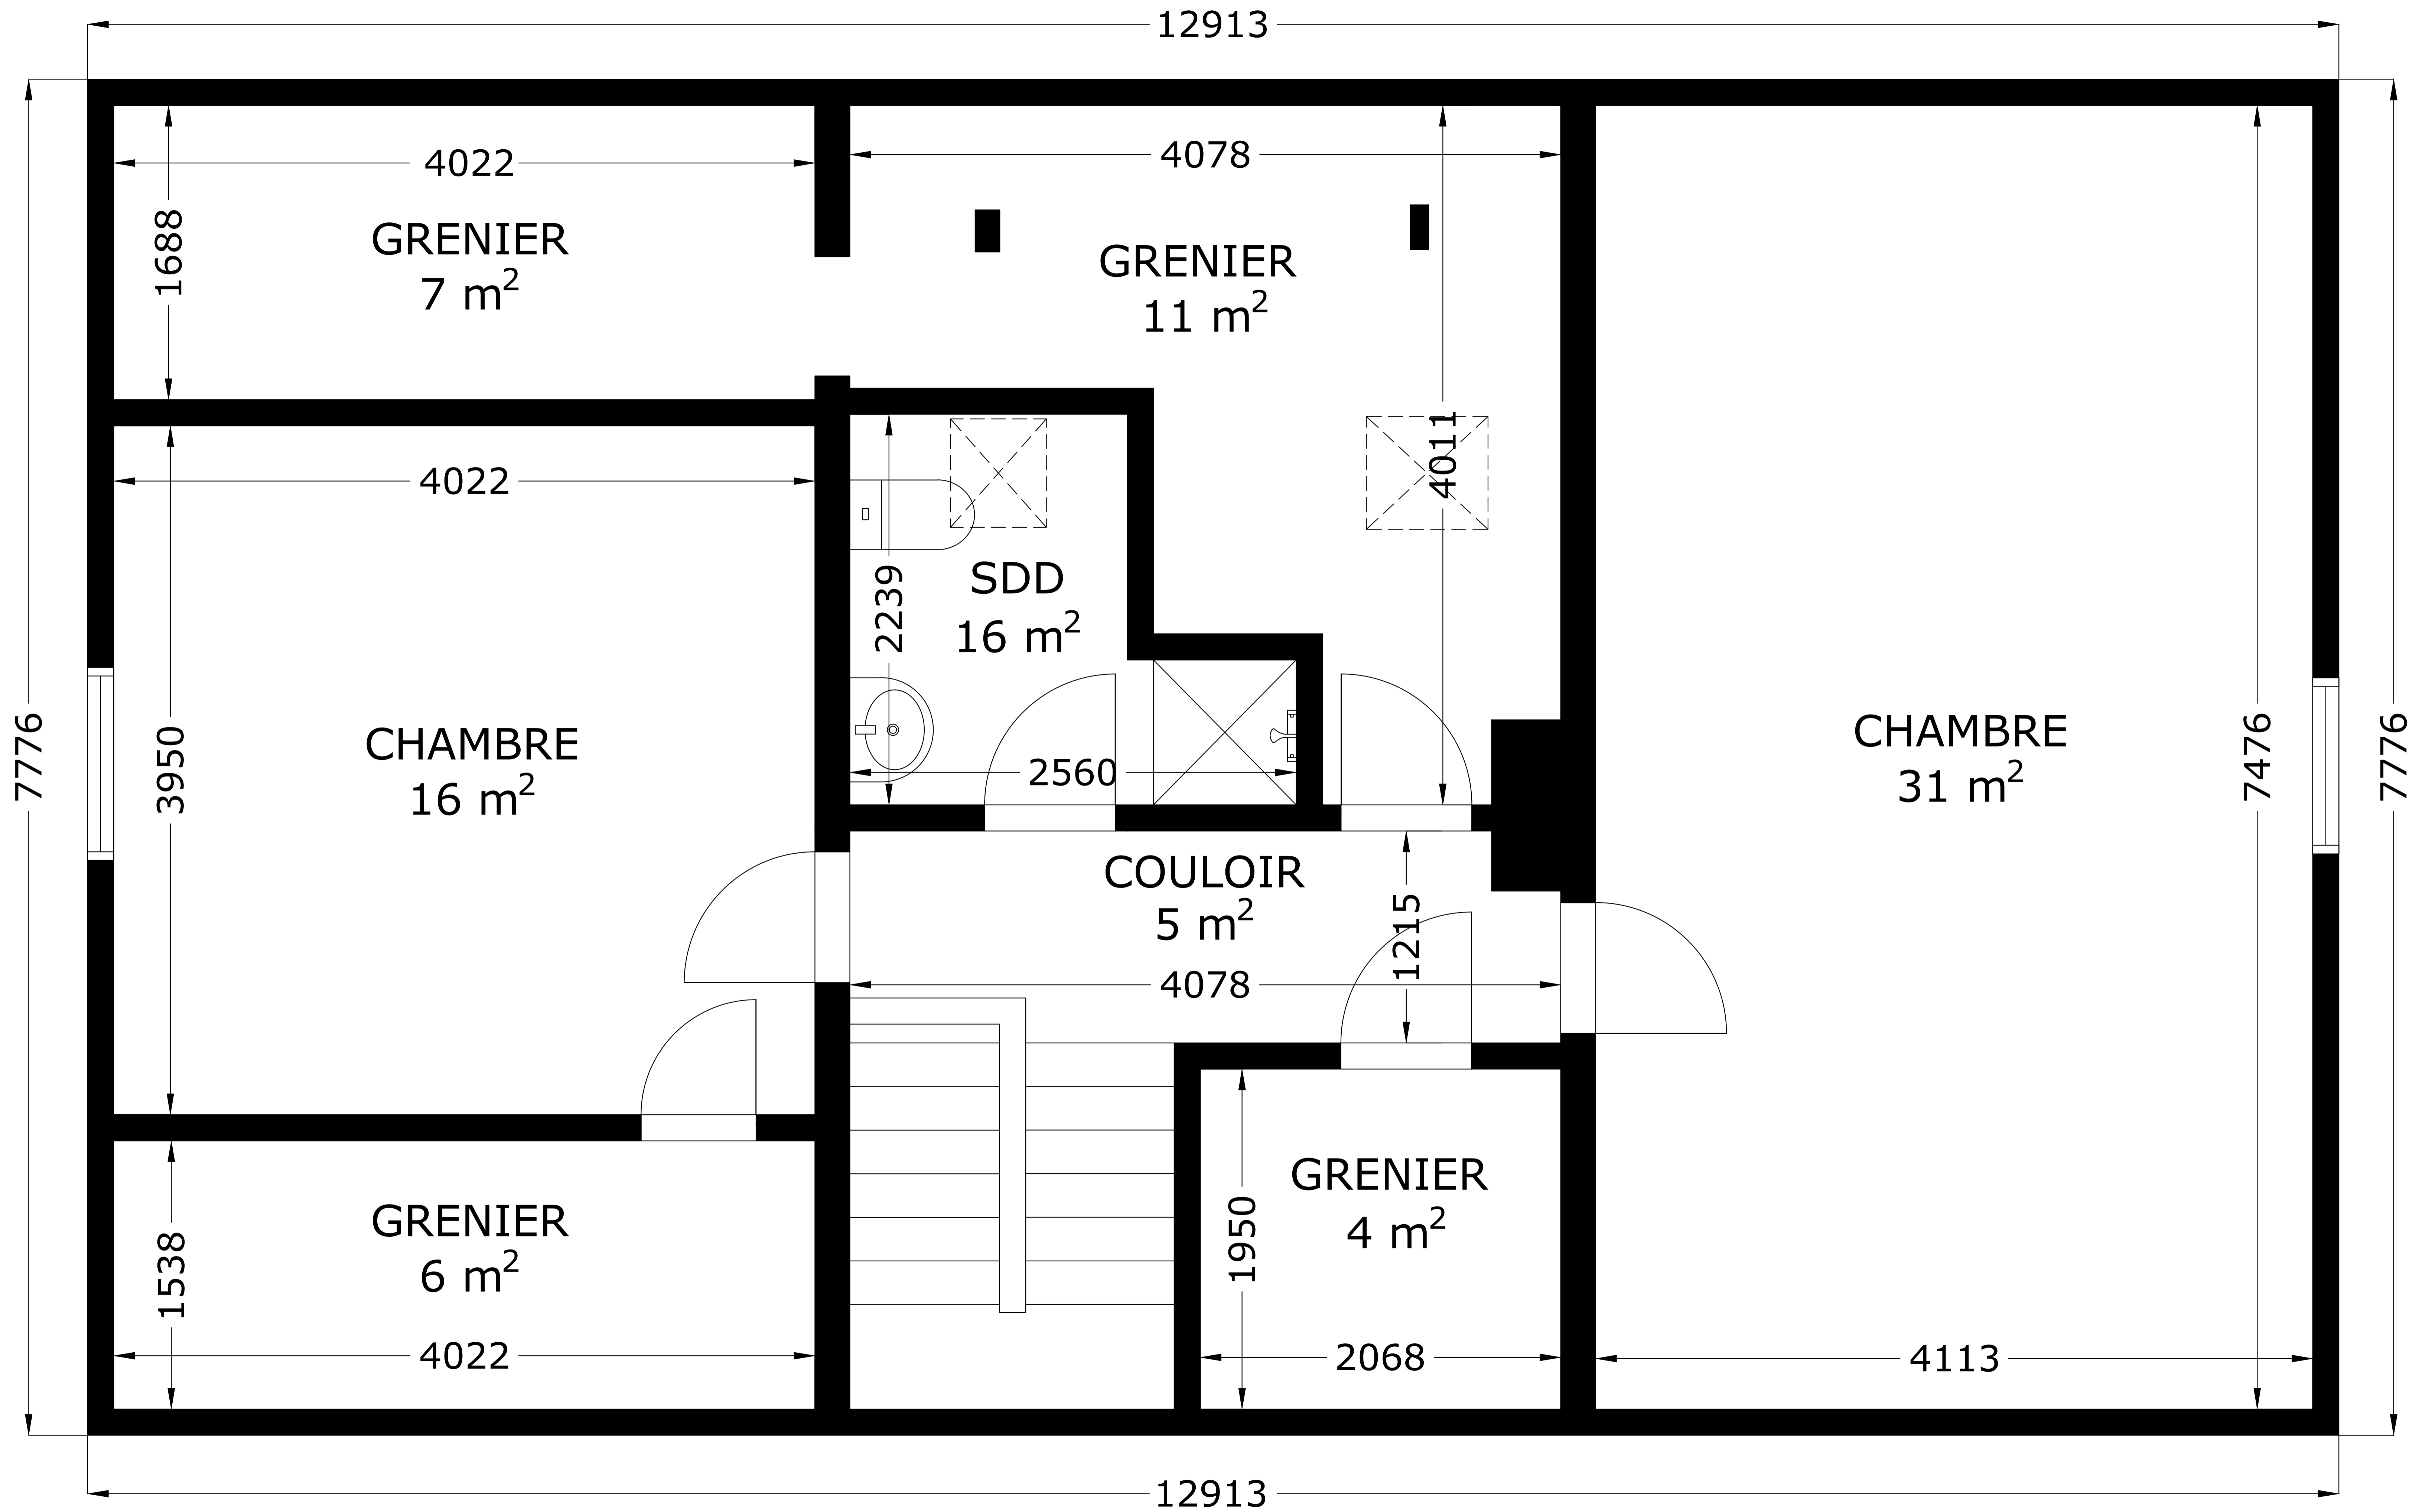 12913
4022
4078
1688
GRENIER
7 m²
GRENIER
11 m²
4011
4022
7776
3950
CHAMBRE
16 m²
2239
SDD
16 m²
2560
CHAMBRE
31 m²
7476
7776
COULOIR
5 m²
1215
4078
1538
GRENIER
6 m²
4022
1950
GRENIER
4 m²
2068
4113
12913